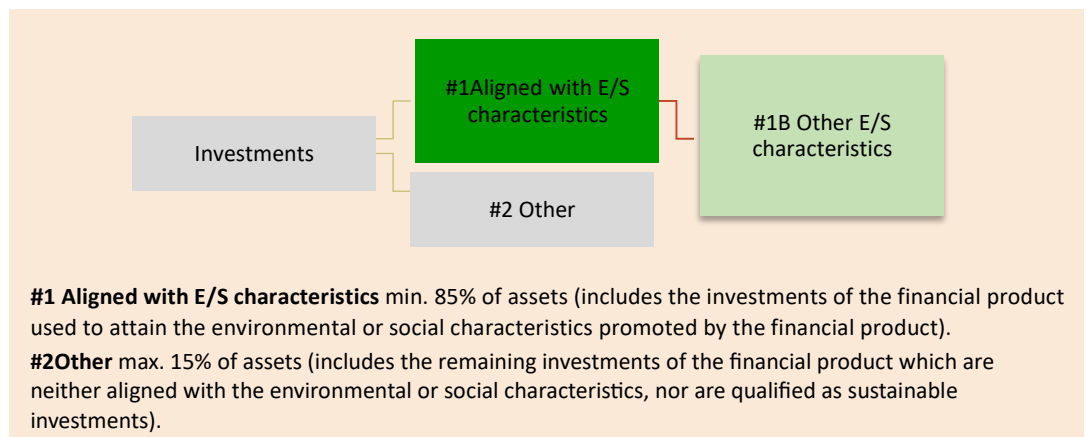 #1Aligned with E/S
characteristics
#1B Other E/S
characteristics
Investments
#2 Other
#1 Aligned with E/S characteristics min. 85% of assets (includes the investments of the financial product
used to attain the environmental or social characteristics promoted by the financial product).
#2Other max. 15% of assets (includes the remaining investments of the financial product which are
neither aligned with the environmental or social characteristics, nor are qualified as sustainable
investments).